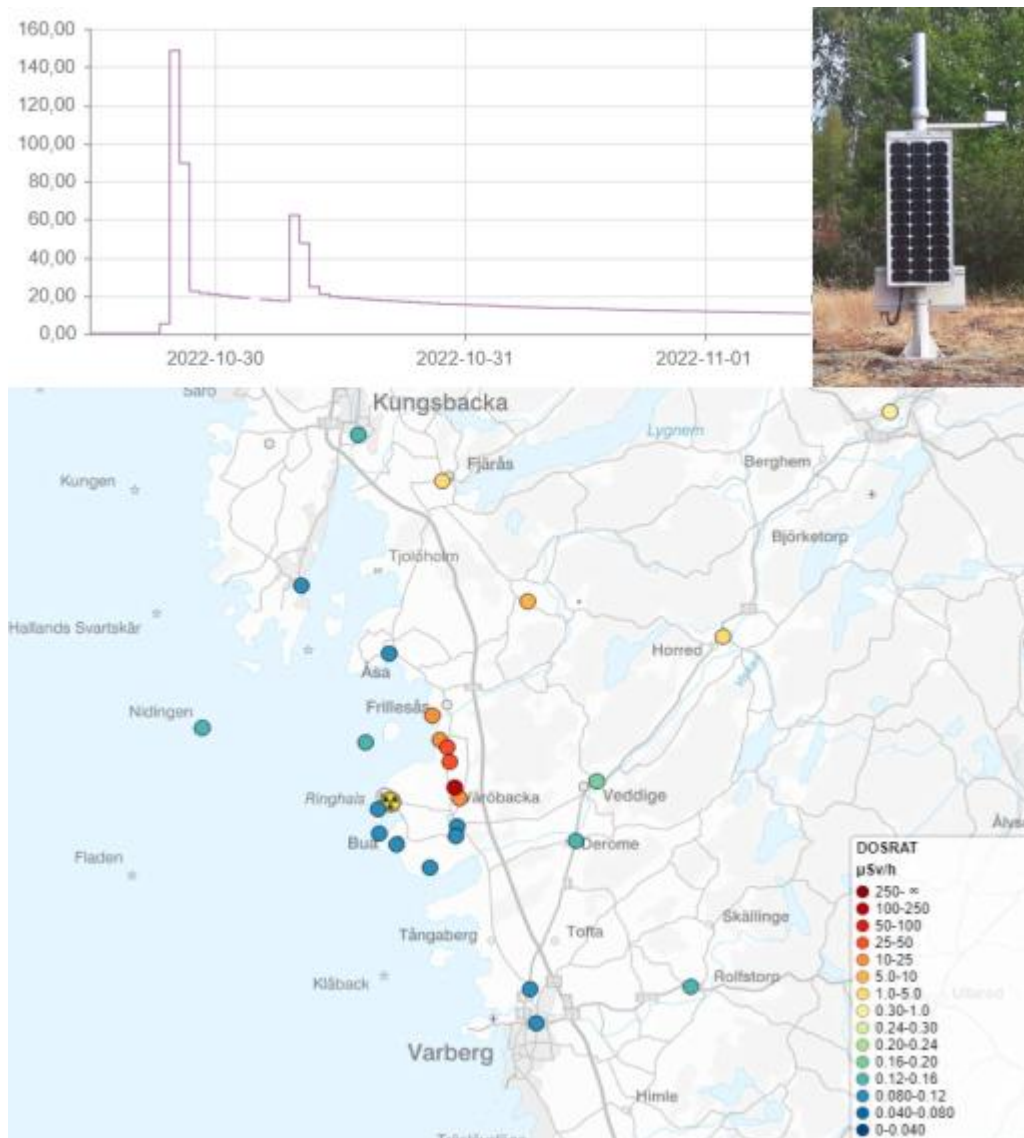 160,00
140,00
120,00
100,00
80,00
60,00
40,00
20,00
0,00
2022-10-30
2022-10-31
2022-11-01
Särö
Kungsbacka
Lygnern
Fjärås
Berghem
Kungen
Björketorp
Tjolöholm
Hallands Svartskär
Horred
Åsa
Viskan
Frillesås
Nidingen
Ringhals
Väröbacka
Veddige
Bua
Derome
Fladen
DOSRAT
µSv/h
250- ∞
100-250
50-100
25-50
10-25
5.0-10
1.0-5.0
0.30-1.0
0.24-0.30
0.20-0.24
0.16-0.20
0.12-0.16
0.080-0.12
0.040-0.080
0-0.040
Skällinge
Tångaberg
Tofta
Klåback
Rolfstorp
Varberg
Himle